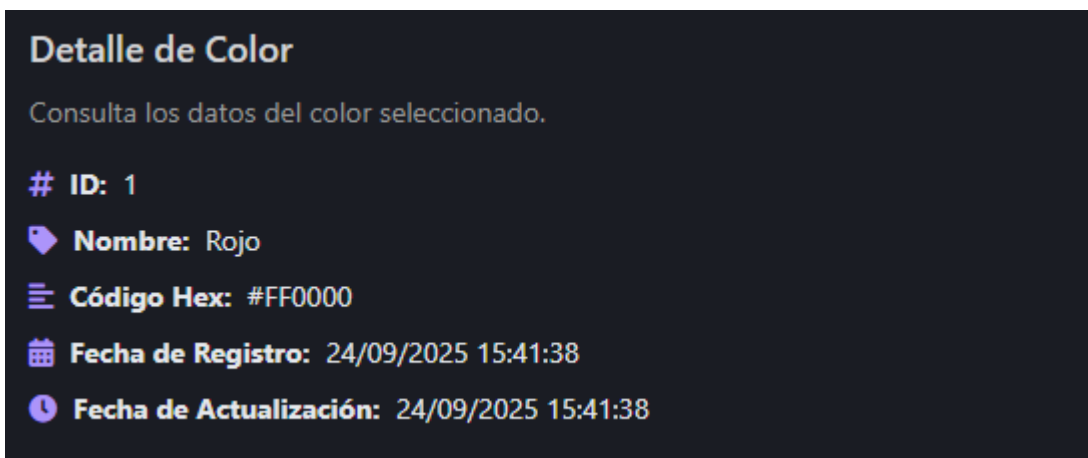 Detalle de Color
Consulta los datos del color seleccionado.
# ID: 1
Nombre: Rojo
Código Hex: #FF0000
Fecha de Registro: 24/09/2025 15:41:38
Fecha de Actualización: 24/09/2025 15:41:38